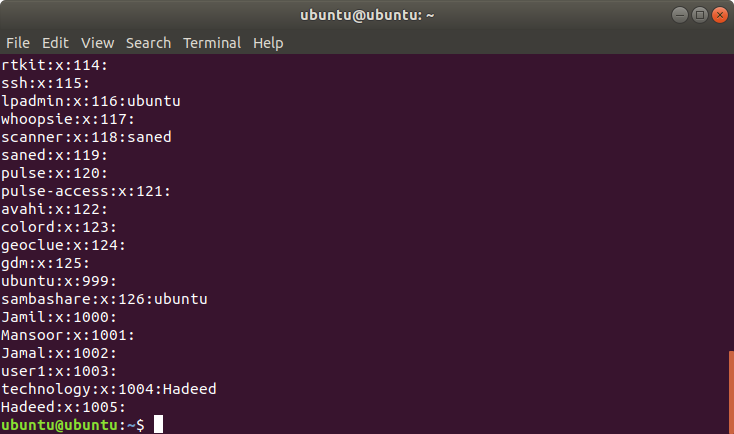 ubuntu@ubuntu: ~
File Edit View Search Terminal Help
rtkit:x:114:
ssh:x:115:
lpadmin:x:116:ubuntu
whoopsie:x:117:
scanner:x:118:saned
saned:x:119:
pulse:x:120:
pulse-access:x:121:
avahi:x:122:
colord:x:123:
geoclue:x:124:
gdm:x:125:
ubuntu:x:999:
sambashare:x:126:ubuntu
Jamil:x:1000:
Mansoor:x:1001:
Jamal:x:1002:
user1:x:1003:
technology:x:1004:Hadeed
Hadeed:x:1005:
ubuntu@ubuntu:~$